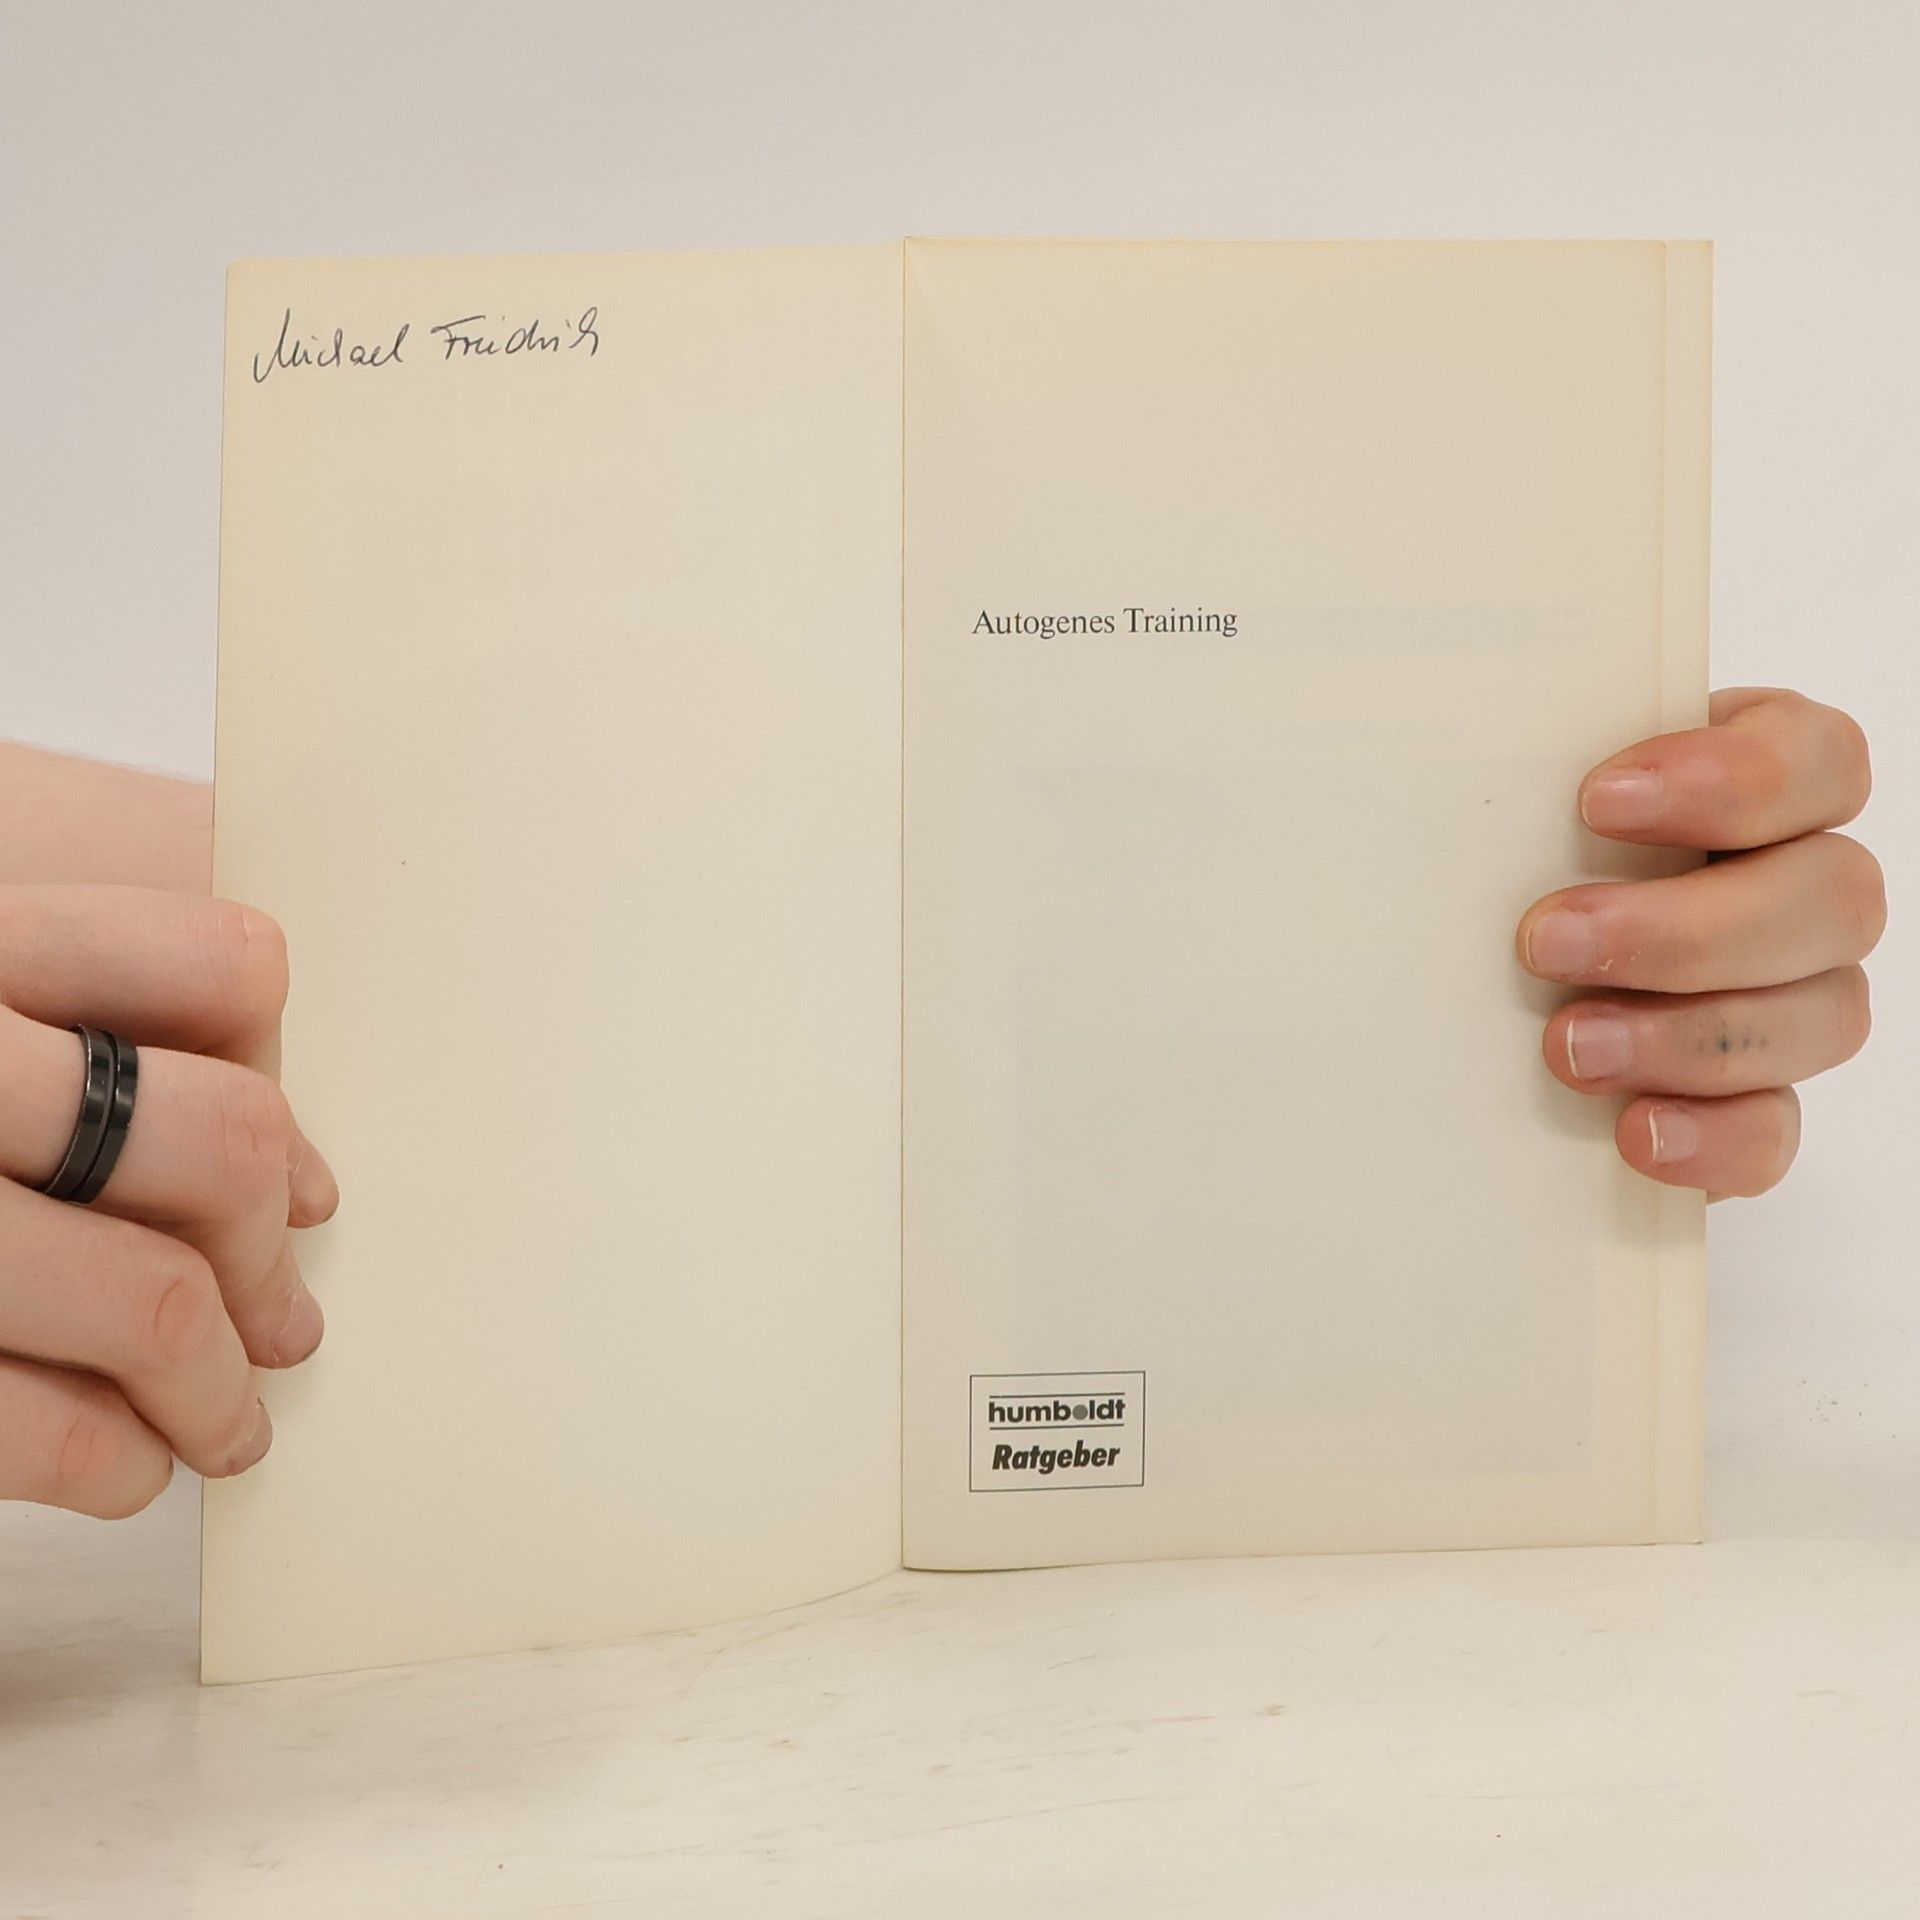 Michael Friedrich
Autogenes Training
humboldt
Ratgeber